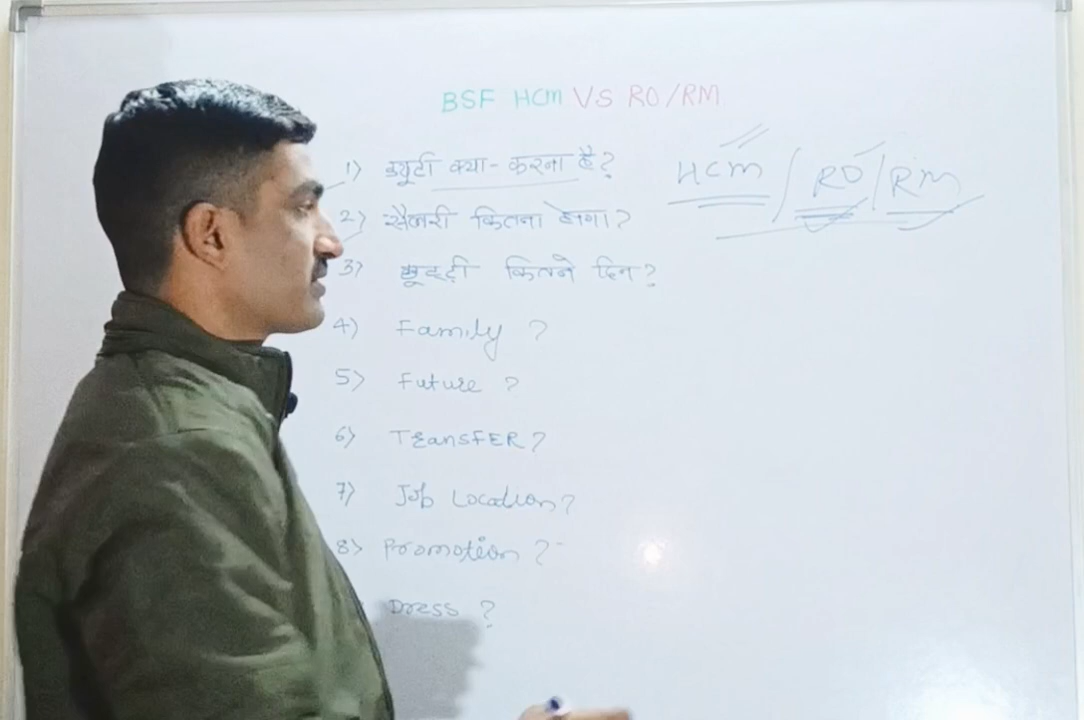 BSF HCM VS RO/RM
1) ड्यूटी क्या-करना है?
HCM / RO / RM
2) सैलरी कितना होगा?
3) छुट्टी कितने दिन?
4) Family ?
5) Future ?
6) TRansFER?
7) Job Location?
8) Promotion ?
Dress ?